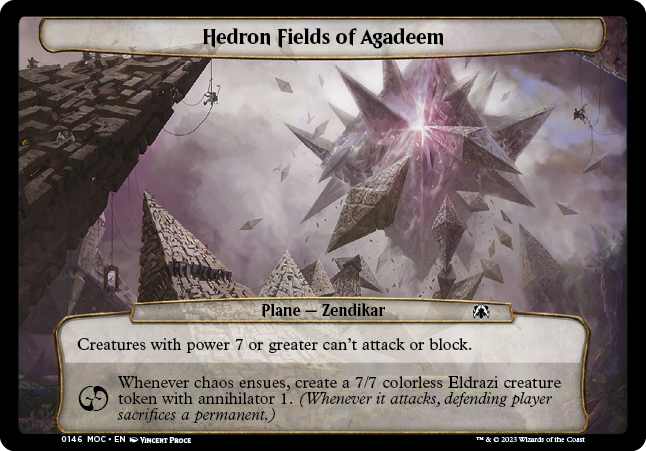 Hedron Fields of Agadeem
Plane — Zendikar
Creatures with power 7 or greater can't attack or block.
Whenever chaos ensues, create a 7/7 colorless Eldrazi creature
token with annihilator 1. (Whenever it attacks, defending player
sacrifices a permanent.)
0146 MOC • EN Vincent Proce
™ & © 2023 Wizards of the Coast